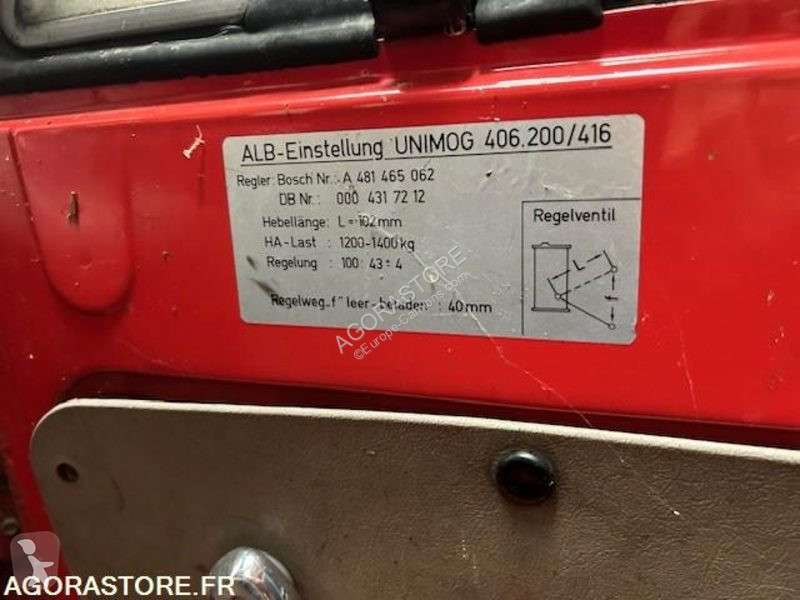 ALB-Einstellung UNIMOG 406.200/416
Regler: Bosch Nr.: A 481 465 062
DB Nr.: 000 431 72 12
Hebellänge: L = 102mm
HA-Last : 1200-1400kg
Regelung : 100 : 43 ± 4
Regelweg „f" leer-beladen : 40mm
Regelventil
L
f
AGORASTORE
©Europe-Camions.com
AGORASTORE.FR